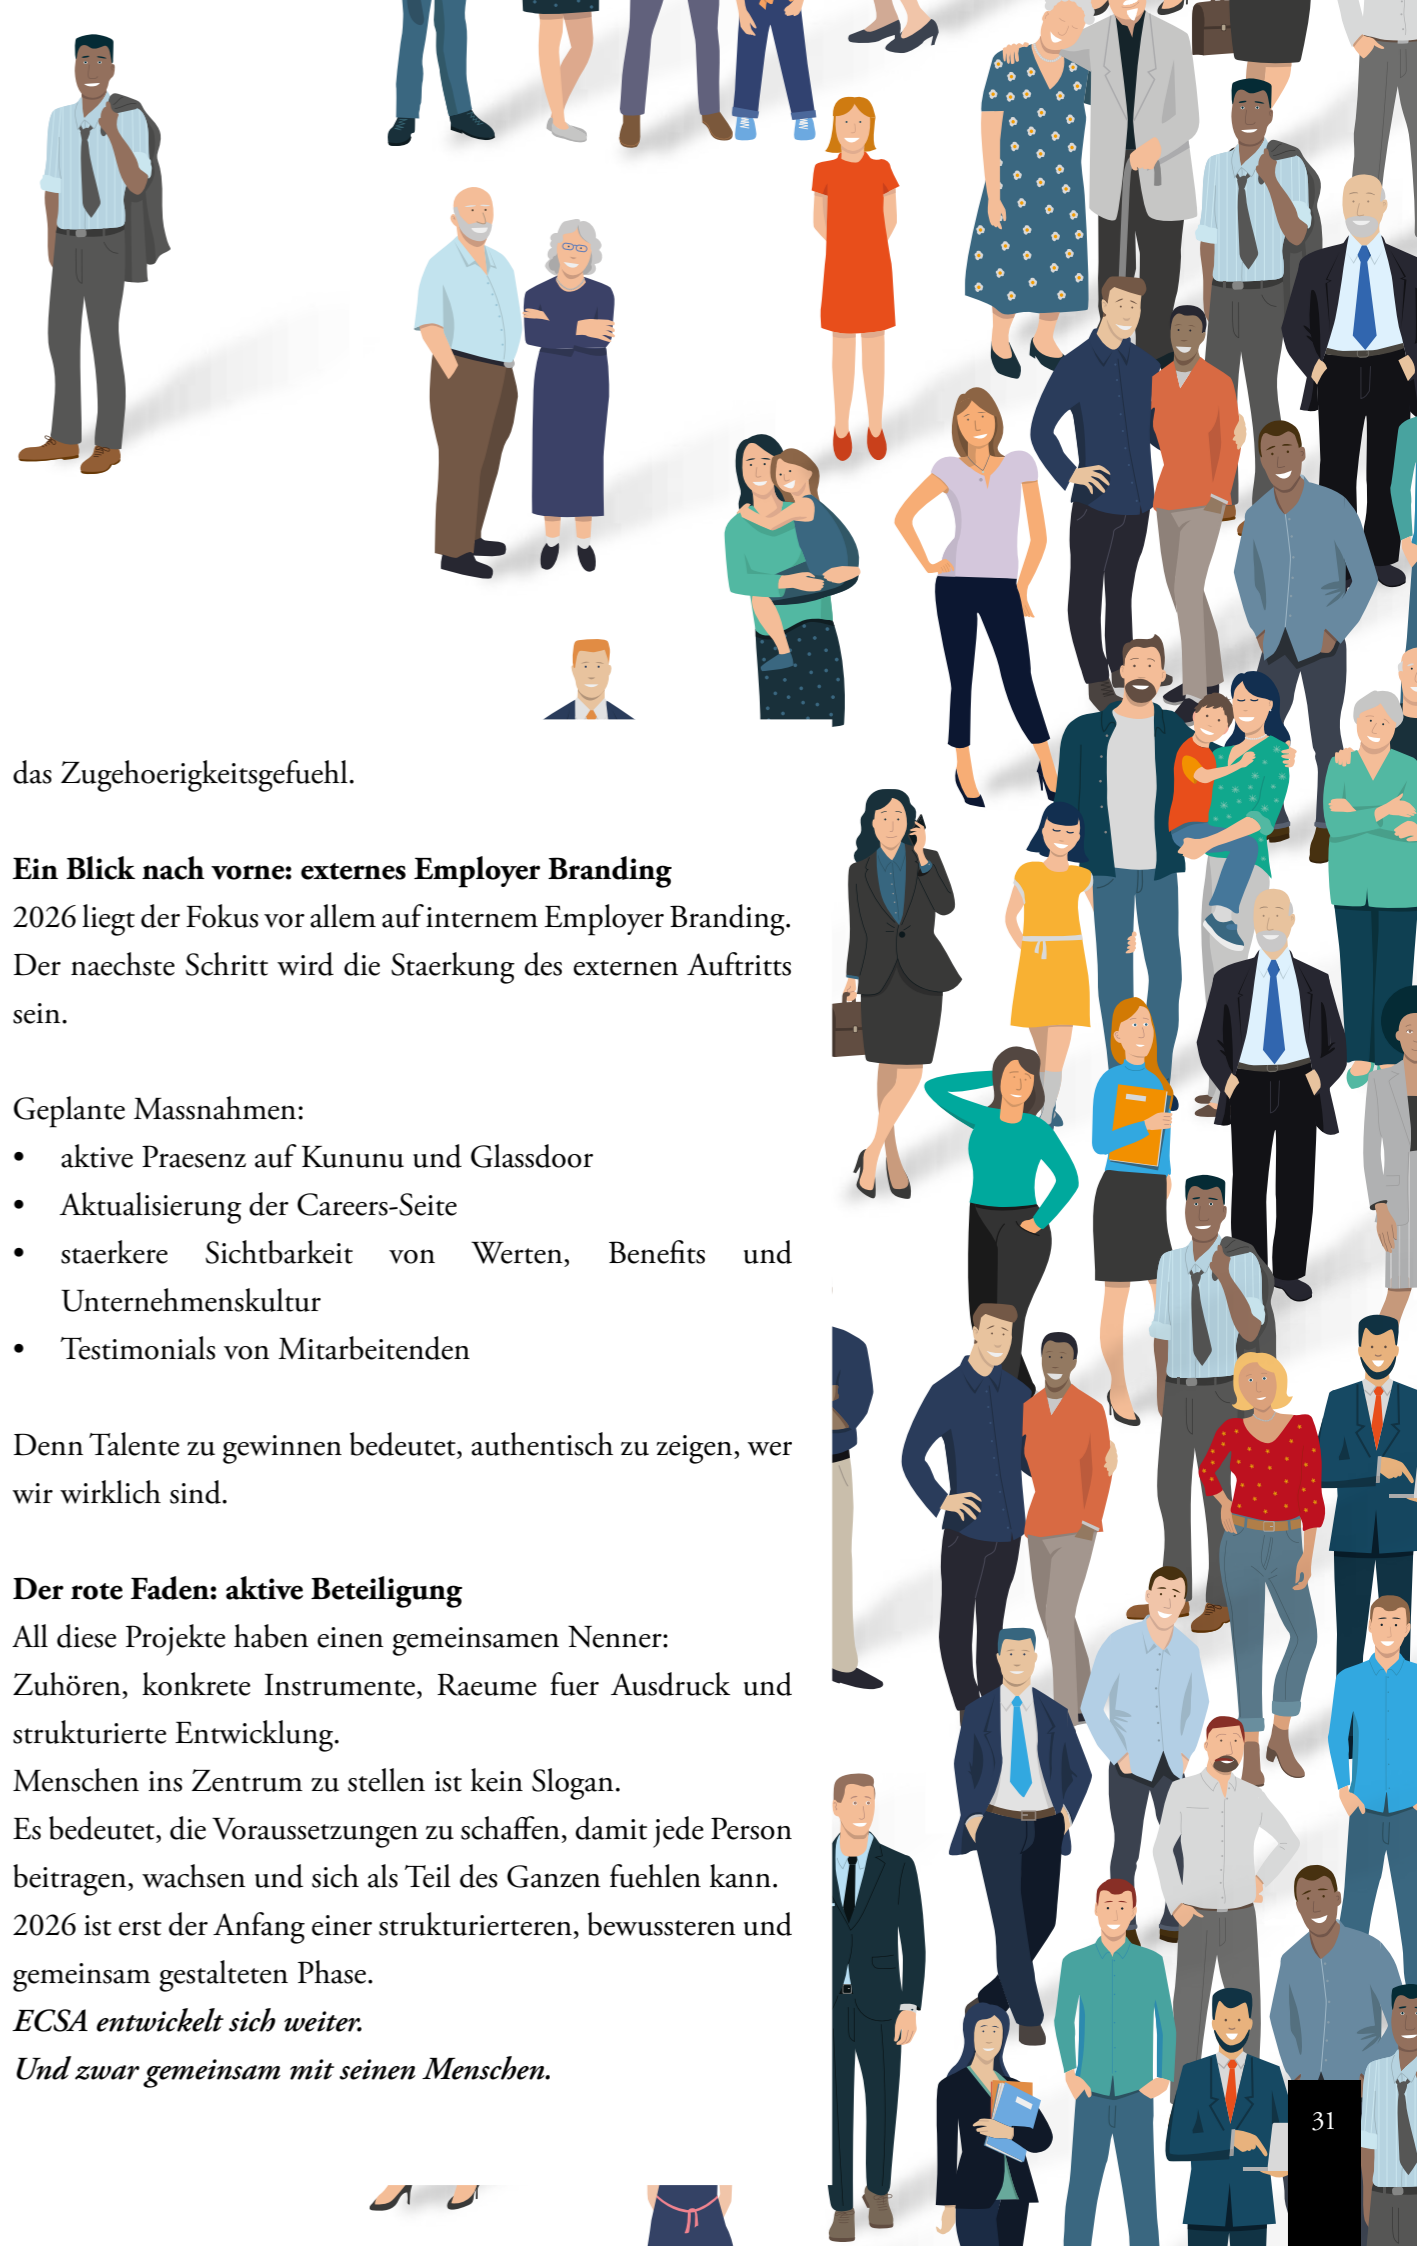 das Zugehoerigkeitsgefuehl.
Ein Blick nach vorne: externes Employer Branding
2026 liegt der Fokus vor allem auf internem Employer Branding.
Der naechste Schritt wird die Staerkung des externen Auftritts
sein.
Geplante Massnahmen:
• aktive Praesenz auf Kununu und Glassdoor
• Aktualisierung der Careers-Seite
• staerkere Sichtbarkeit von Werten, Benefits und
Unternehmenskultur
• Testimonials von Mitarbeitenden
Denn Talente zu gewinnen bedeutet, authentisch zu zeigen, wer
wir wirklich sind.
Der rote Faden: aktive Beteiligung
All diese Projekte haben einen gemeinsamen Nenner:
Zuhören, konkrete Instrumente, Raeume fuer Ausdruck und
strukturierte Entwicklung.
Menschen ins Zentrum zu stellen ist kein Slogan.
Es bedeutet, die Voraussetzungen zu schaffen, damit jede Person
beitragen, wachsen und sich als Teil des Ganzen fuehlen kann.
2026 ist erst der Anfang einer strukturierteren, bewussteren und
gemeinsam gestalteten Phase.
ECSA entwickelt sich weiter.
Und zwar gemeinsam mit seinen Menschen.
31